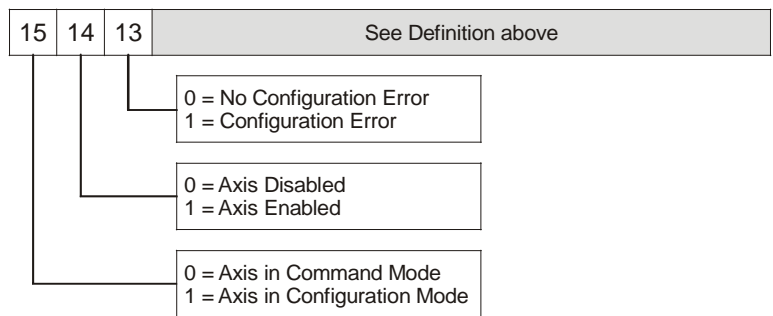 15 14 13 See Definition above
0 = No Configuration Error
1 = Configuration Error
0 = Axis Disabled
1 = Axis Enabled
0 = Axis in Command Mode
1 = Axis in Configuration Mode